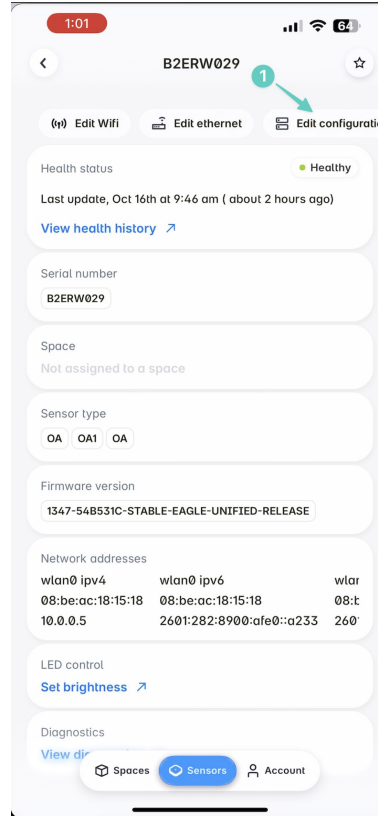 1:01
64
B2ERW029
1
Edit Wifi
Edit ethernet
Edit configurati
Health status
Healthy
Last update, Oct 16th at 9:46 am ( about 2 hours ago)
View health history
Serial number
B2ERW029
Space
Not assigned to a space
Sensor type
OA OA1 OA
Firmware version
1347-54B531C-STABLE-EAGLE-UNIFIED-RELEASE
Network addresses
wlan0 ipv4 wlan0 ipv6 wlan
08:be:ac:18:15:18 08:be:ac:18:15:18 08:b
10.0.0.5 2601:282:8900:afe0::a233 260
LED control
Set brightness
Diagnostics
View di
Spaces
Sensors
Account